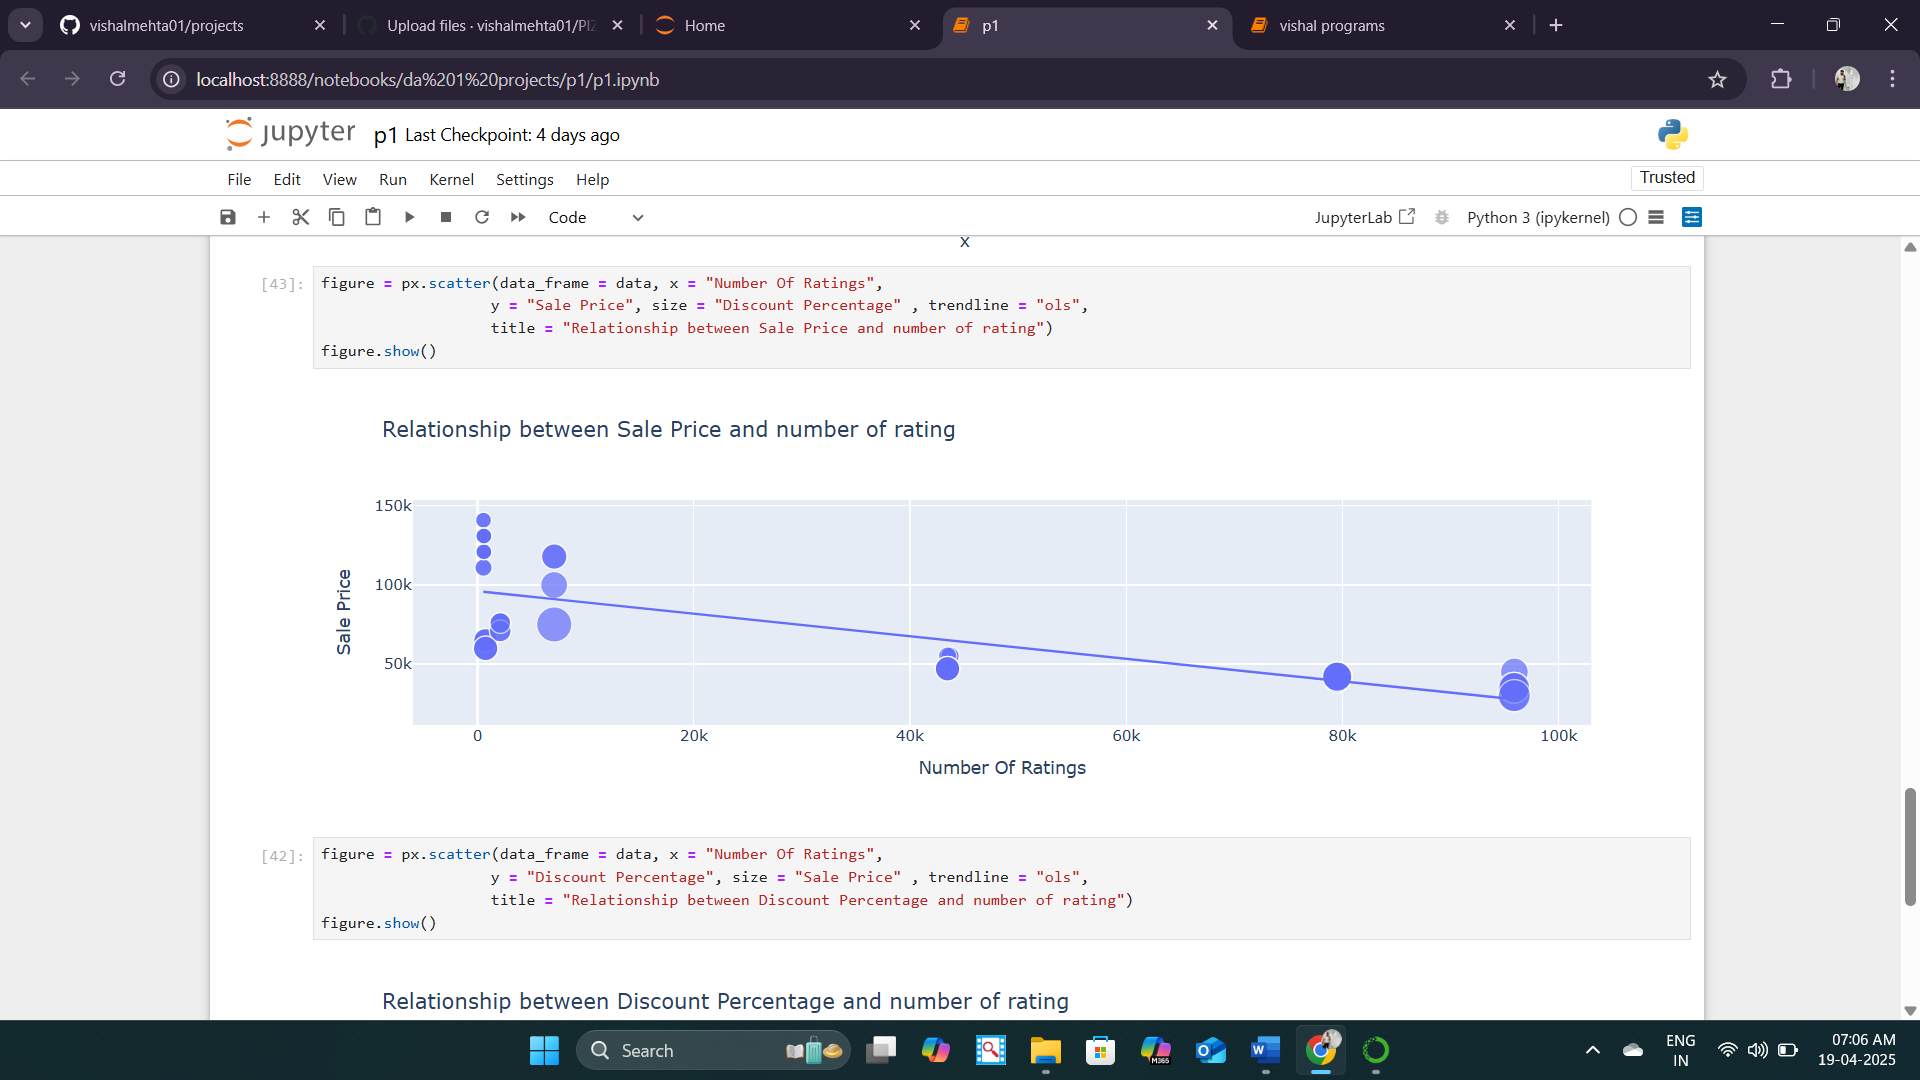 vishalmehta01/projects
Upload files · vishalmehta01/PIZ
Home
p1
vishal programs
localhost:8888/notebooks/da%201%20projects/p1/p1.ipynb
jupyter p1 Last Checkpoint: 4 days ago
File Edit View Run Kernel Settings Help
Trusted
Code
JupyterLab
Python 3 (ipykernel)
x
[43]: figure = px.scatter(data_frame = data, x = "Number Of Ratings",
y = "Sale Price", size = "Discount Percentage" , trendline = "ols",
title = "Relationship between Sale Price and number of rating")
figure.show()
Relationship between Sale Price and number of rating
150k
100k
50k
Sale Price
0 20k 40k 60k 80k 100k
Number Of Ratings
[42]: figure = px.scatter(data_frame = data, x = "Number Of Ratings",
y = "Discount Percentage", size = "Sale Price" , trendline = "ols",
title = "Relationship between Discount Percentage and number of rating")
figure.show()
Relationship between Discount Percentage and number of rating
Search
M365
W
ENG
IN
07:06 AM
19-04-2025